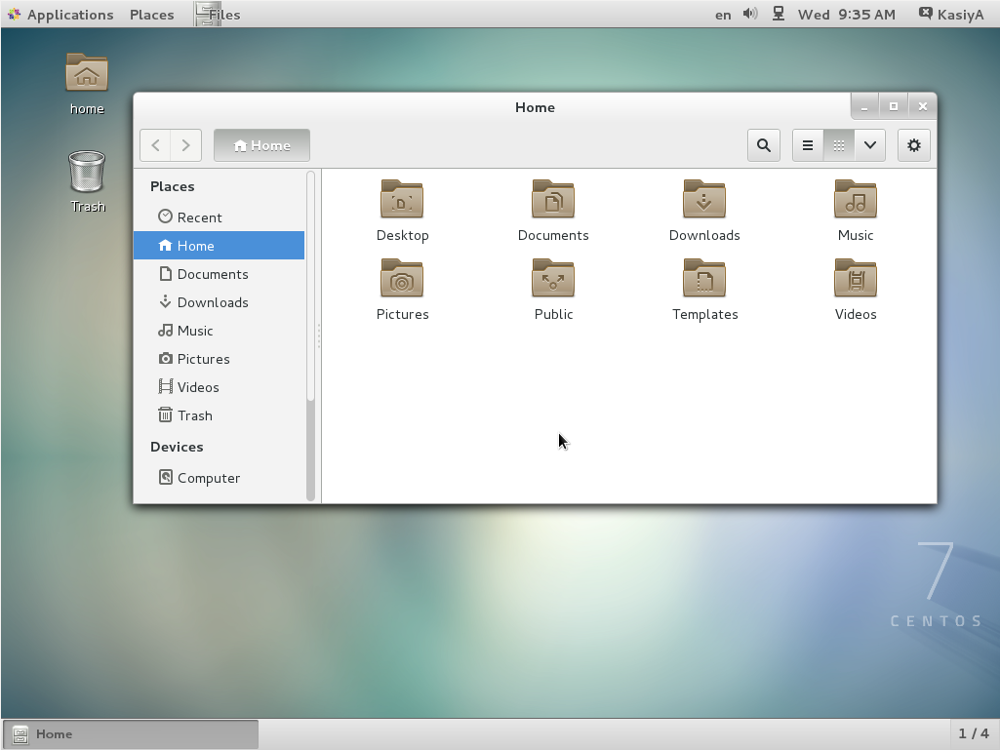 Applications Places Files en Wed 9:35 AM KasiyA
home
Trash
Home
Home
Places
Recent
Home
Documents
Downloads
Music
Pictures
Videos
Trash
Devices
Computer
Desktop Documents Downloads Music
Pictures Public Templates Videos
7
CENTOS
Home 1 / 4